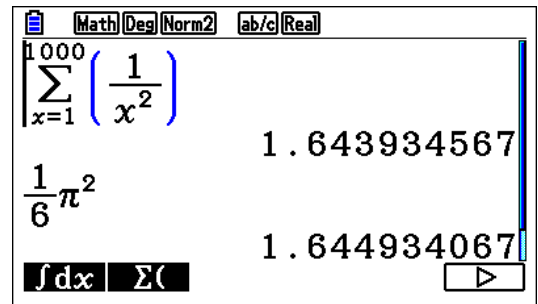 Math Deg Norm2 ab/c Real
1000
∑ ( 1/x² )
x=1
1.643934567
1/6 π²
1.644934067
∫dx Σ( ▷